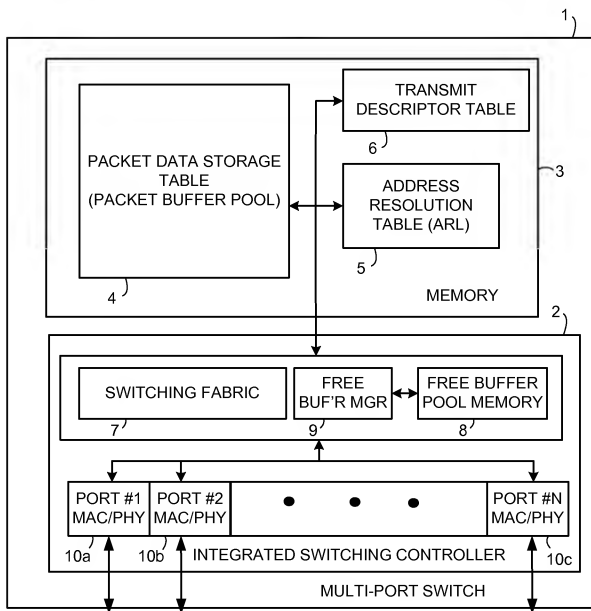 1
TRANSMIT
DESCRIPTOR TABLE
6
3
PACKET DATA STORAGE
TABLE
(PACKET BUFFER POOL)
ADDRESS
RESOLUTION
TABLE (ARL)
4
5
MEMORY
2
SWITCHING FABRIC
FREE
BUF'R MGR
FREE BUFFER
POOL MEMORY
7
9
8
PORT #1
MAC/PHY
PORT #2
MAC/PHY
PORT #N
MAC/PHY
10a
10b
INTEGRATED SWITCHING CONTROLLER
10c
MULTI-PORT SWITCH